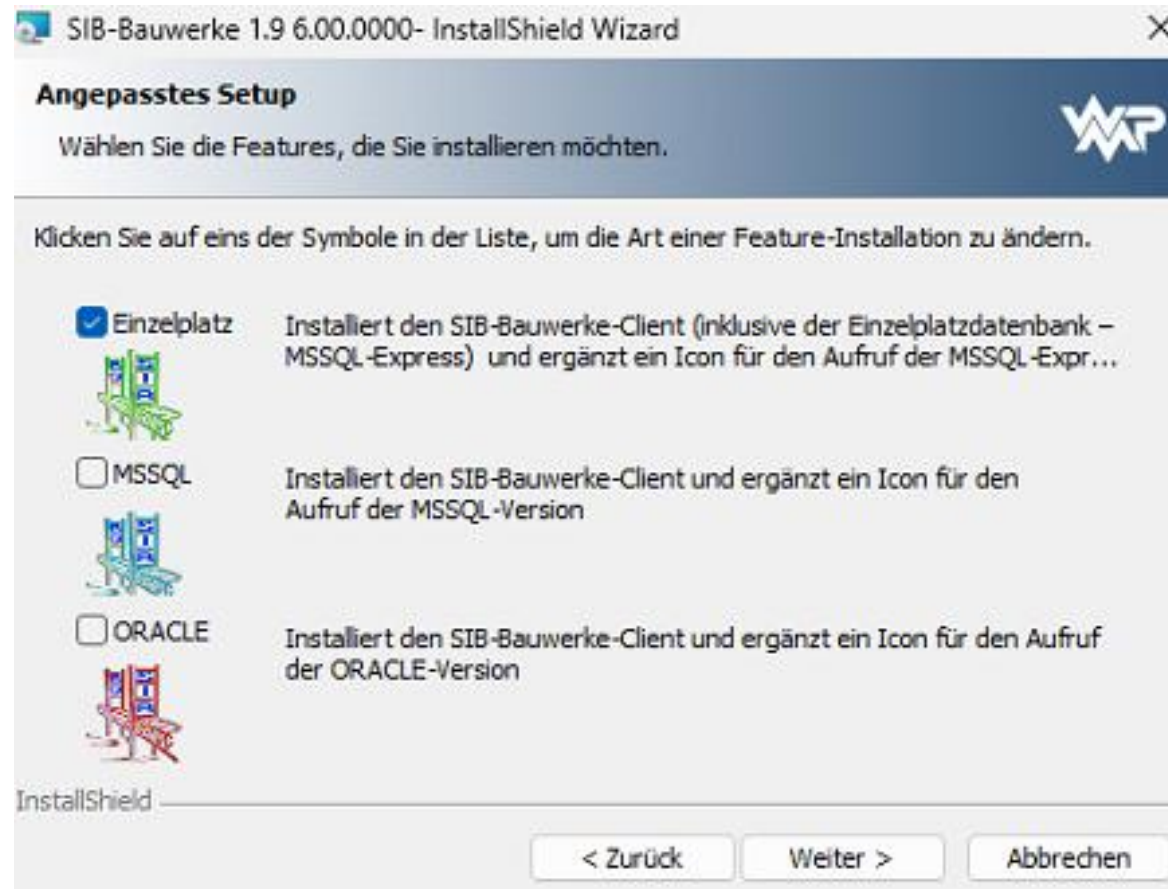 SIB-Bauwerke 1.9 6.00.0000- InstallShield Wizard
Angepasstes Setup
Wählen Sie die Features, die Sie installieren möchten.
WMP
Klicken Sie auf eins der Symbole in der Liste, um die Art einer Feature-Installation zu ändern.
Einzelplatz
Installiert den SIB-Bauwerke-Client (inklusive der Einzelplatzdatenbank –
MSSQL-Express) und ergänzt ein Icon für den Aufruf der MSSQL-Expr...
SIB
MSSQL
Installiert den SIB-Bauwerke-Client und ergänzt ein Icon für den
Aufruf der MSSQL-Version
ORACLE
Installiert den SIB-Bauwerke-Client und ergänzt ein Icon für den Aufruf
der ORACLE-Version
InstallShield
< Zurück
Weiter >
Abbrechen